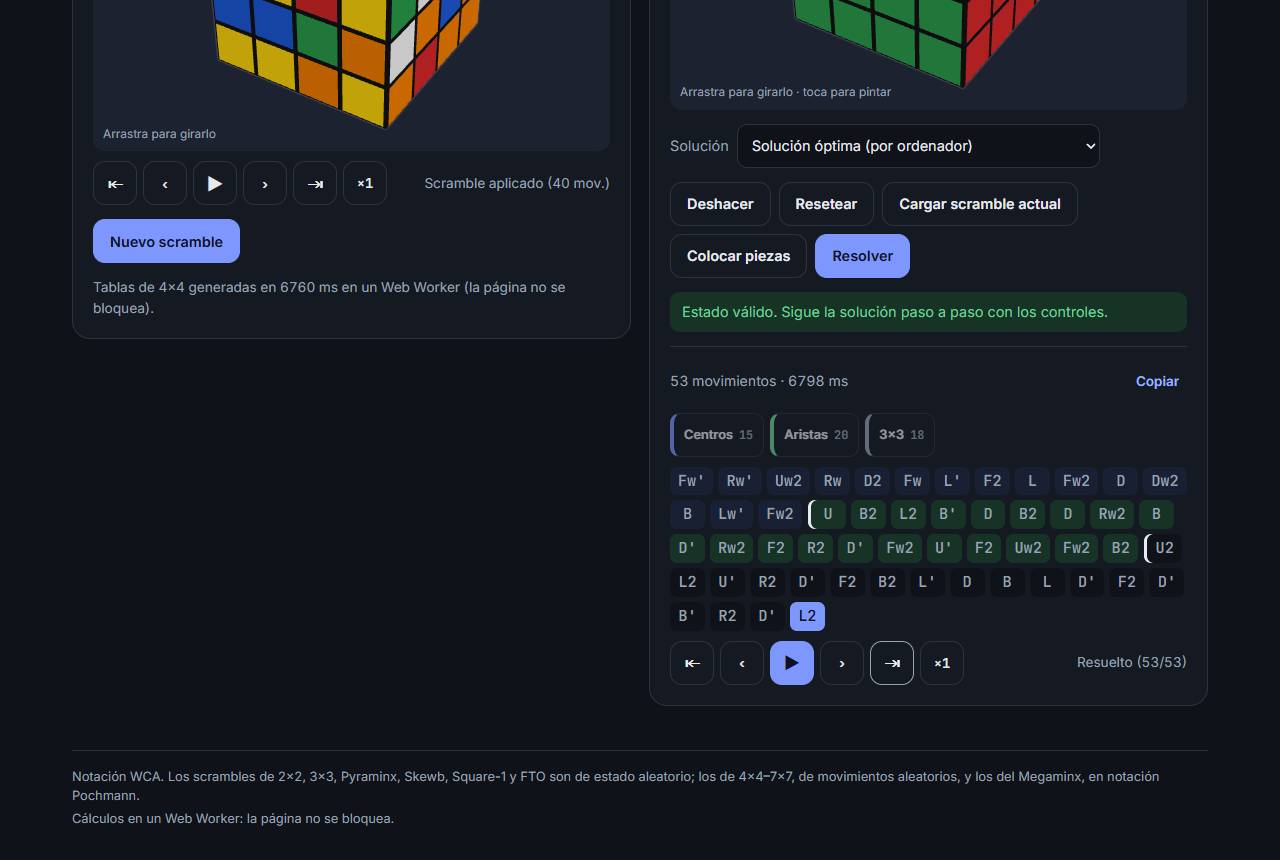 Arrastra para girarlo
⇤ ‹ ▶ › ⇥ ×1 Scramble aplicado (40 mov.)
Nuevo scramble
Tablas de 4×4 generadas en 6760 ms en un Web Worker (la página no se
bloquea).
Arrastra para girarlo · toca para pintar
Solución Solución óptima (por ordenador)
Deshacer Resetear Cargar scramble actual
Colocar piezas Resolver
Estado válido. Sigue la solución paso a paso con los controles.
53 movimientos · 6798 ms Copiar
Centros 15 Aristas 20 3×3 18
Fw' Rw' Uw2 Rw D2 Fw L' F2 L Fw2 D Dw2
B Lw' Fw2 U B2 L2 B' D B2 D Rw2 B
D' Rw2 F2 R2 D' Fw2 U' F2 Uw2 Fw2 B2 U2
L2 U' R2 D' F2 B2 L' D B L D' F2 D'
B' R2 D' L2
⇤ ‹ ▶ › ⇥ ×1 Resuelto (53/53)
Notación WCA. Los scrambles de 2×2, 3×3, Pyraminx, Skewb, Square-1 y FTO son de estado aleatorio; los de 4×4–7×7, de movimientos aleatorios, y los del Megaminx, en notación
Pochmann.
Cálculos en un Web Worker: la página no se bloquea.